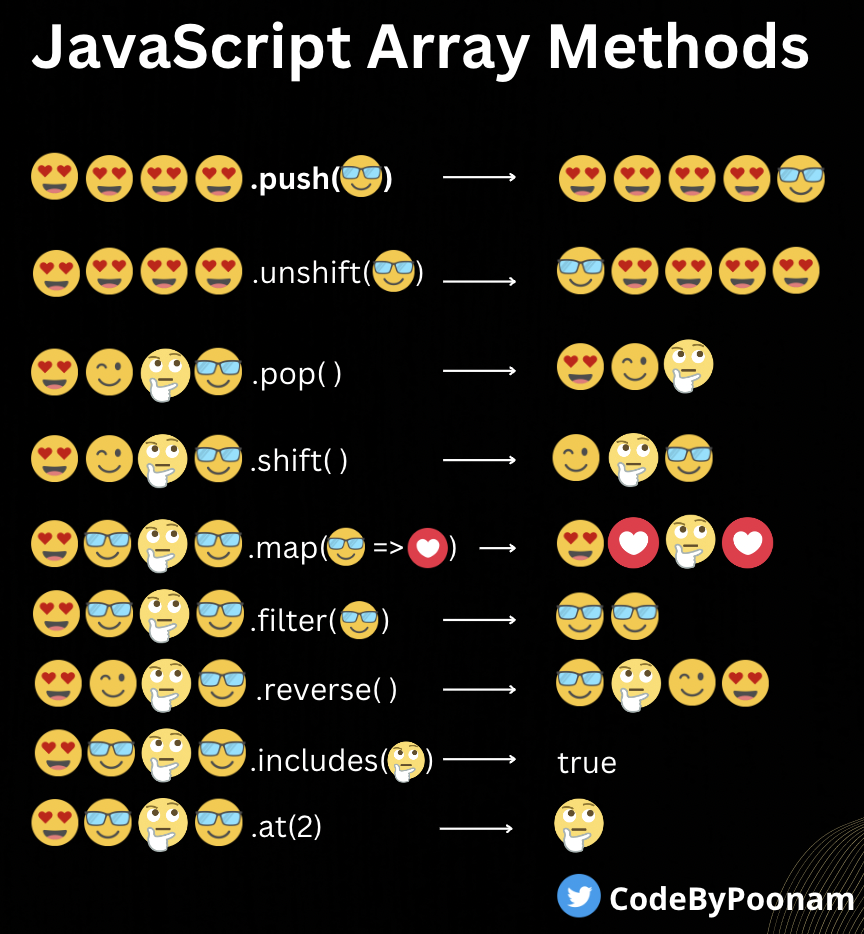 JavaScript Array Methods
😍😍😍😍.push(😎) ⟶ 😍😍😍😍😎
😍😍😍😍.unshift(😎) ⟶ 😎😍😍😍😍
😍😉🤔😎.pop( ) ⟶ 😍😉🤔
😍😉🤔😎.shift( ) ⟶ 😉🤔😎
😍😎🤔😎.map(😎 => ❤) → 😍❤🤔❤
😍😎🤔😎.filter(😎) ⟶ 😎😎
😍😉🤔😎.reverse( ) ⟶ 😎🤔😉😍
😍😎🤔😎.includes(🤔) ⟶ true
😍😎🤔😎.at(2) ⟶ 🤔
CodeByPoonam